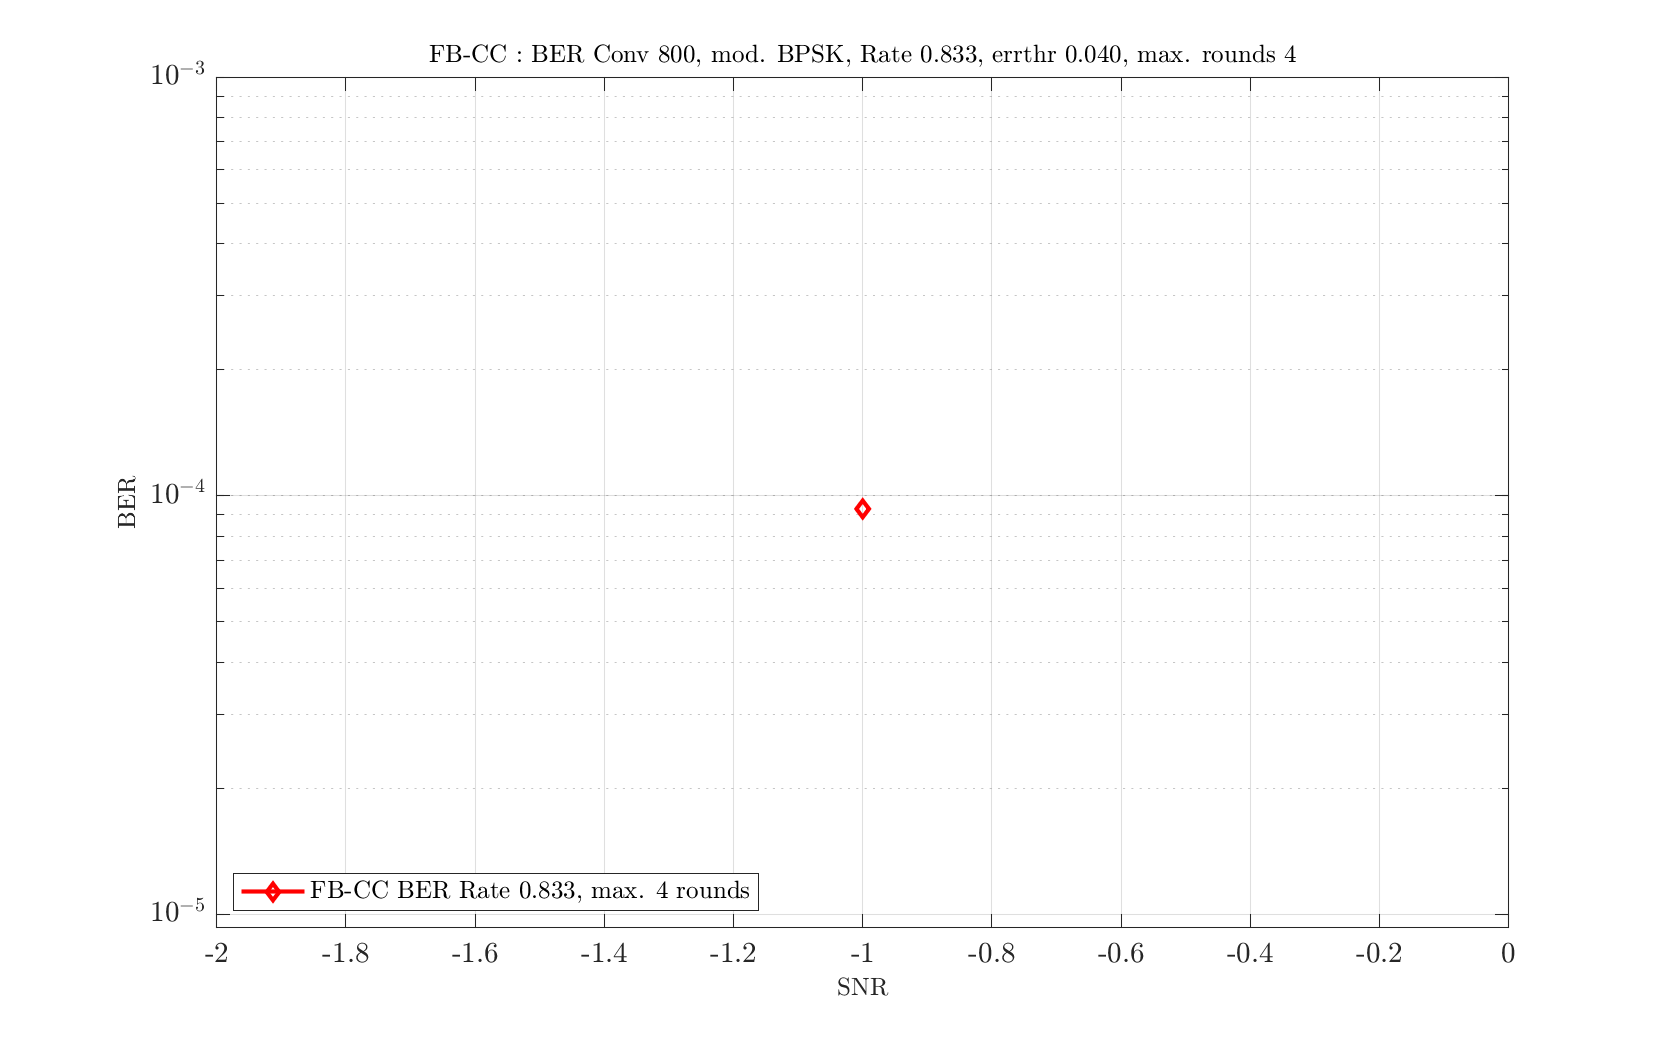 FB-CC : BER Conv 800, mod. BPSK, Rate 0.833, errthr 0.040, max. rounds 4
10^{-3}
10^{-4}
10^{-5}
BER
FB-CC BER Rate 0.833, max. 4 rounds
-2 -1.8 -1.6 -1.4 -1.2 -1 -0.8 -0.6 -0.4 -0.2 0
SNR